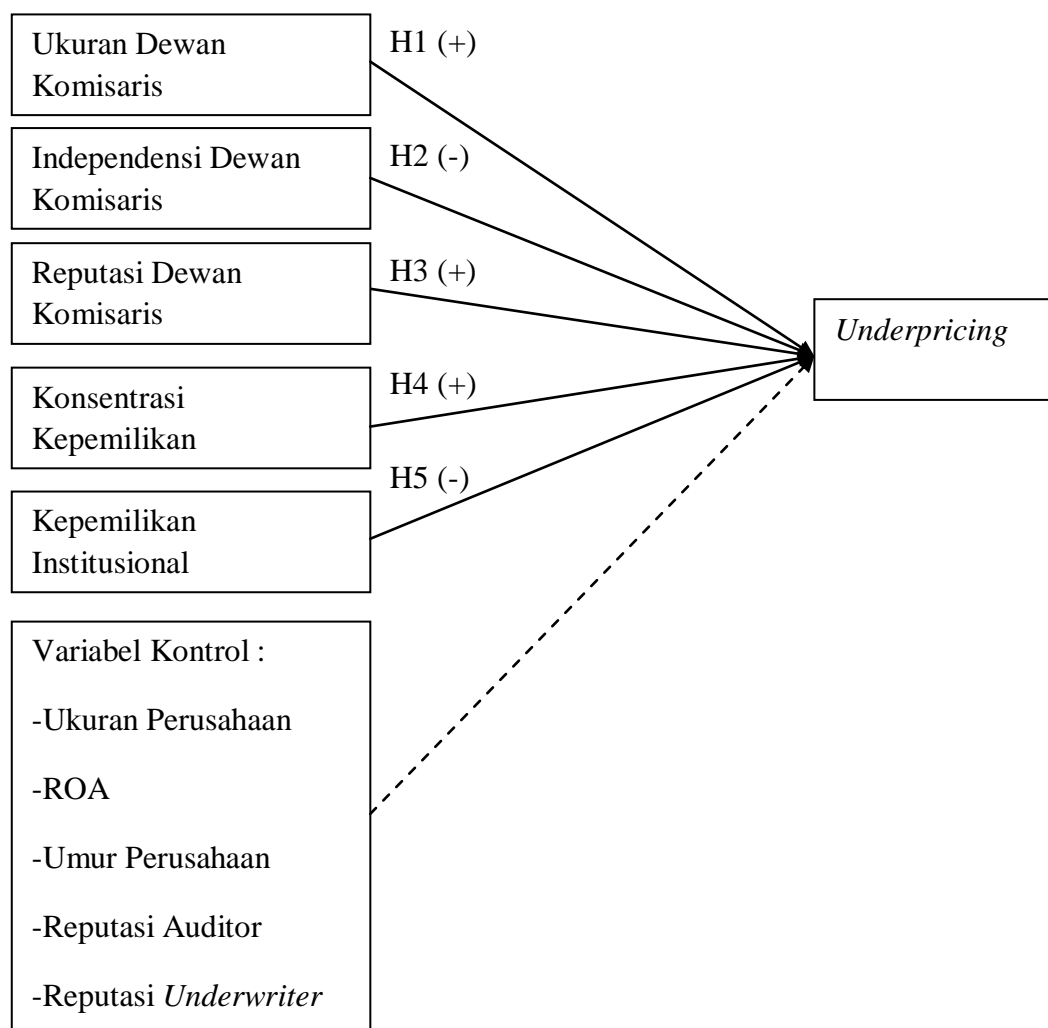 Ukuran Dewan
Komisaris
H1 (+)
Independensi Dewan
Komisaris
H2 (-)
Reputasi Dewan
Komisaris
H3 (+)
Konsentrasi
Kepemilikan
H4 (+)
Kepemilikan
Institusional
H5 (-)
Underpricing
Variabel Kontrol :
-Ukuran Perusahaan
-ROA
-Umur Perusahaan
-Reputasi Auditor
-Reputasi Underwriter